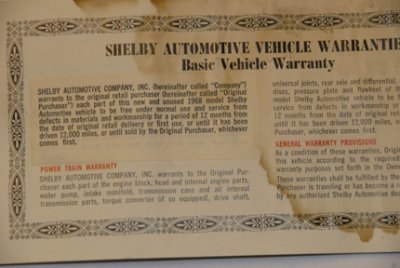 SHELBY AUTOMOTIVE VEHICLE WARRANTIE
Basic Vehicle Warranty
SHELBY AUTOMOTIVE COMPANY, INC. (hereinafter called "Company")
warrants to the original retail purchaser (hereinafter called "Original
Purchaser") each part of this new and unused 1968 model Shelby
Automotive vehicle to be free under normal use and service from
defects in materials and workmanship for a period of 12 months from
the date of original retail delivery or first use, or until it has been
driven 12,000 miles, or until sold by the Original Purchaser, whichever
comes first.
POWER TRAIN WARRANTY
SHELBY AUTOMOTIVE COMPANY, INC. warrants to the Original Pur-
chaser each part of the engine block, head and internal engine parts,
water pump, intake manifold, transmission case and all internal
transmission parts, torque converter (if so equipped), drive shaft,
universal joints, rear axle and differential,
discs, pressure plate and flywheel of t
model Shelby Automotive vehicle to be f
service from defects in workmanship or
12 months from the date of original ret
until it has been driven 12,000 miles, o
comes first.
GENERAL WARRANTY PROVISIONS
As a condition of these warranties, Origin
this vehicle according to the required
warranty purposes set forth in the Own
These warranties shall be fulfilled by the
Purchaser is traveling or has become a r
by any authorized Shelby Automotive dea